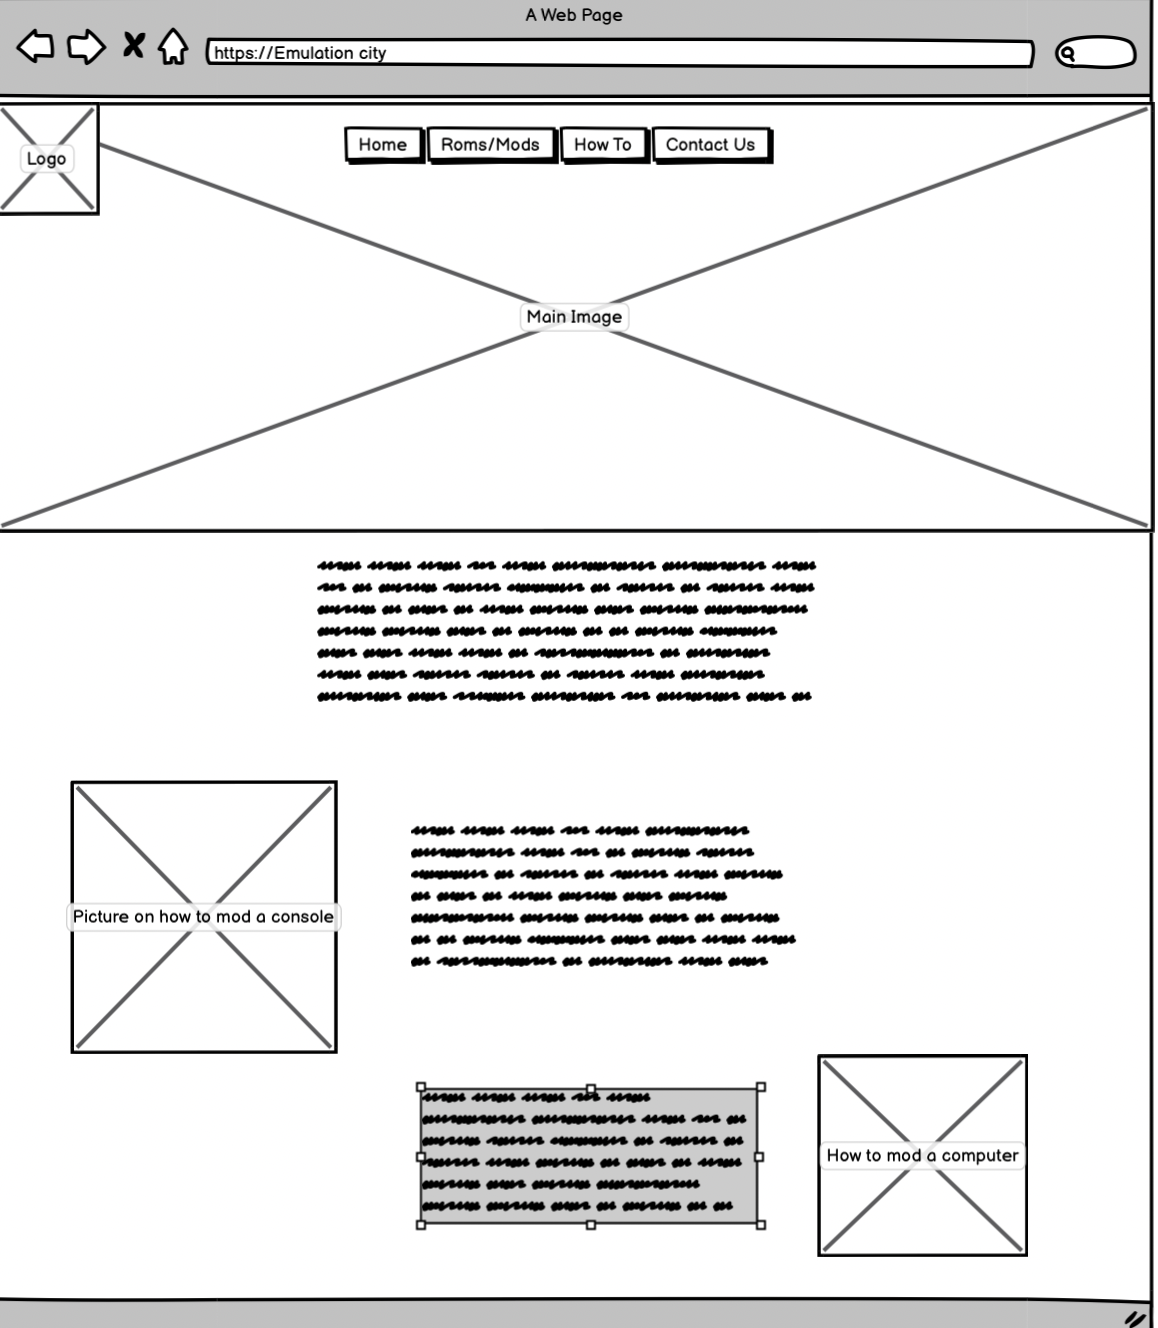 A Web Page
https://Emulation city
Home Roms/Mods How To Contact Us
Logo
Main Image
Picture on how to mod a console
How to mod a computer